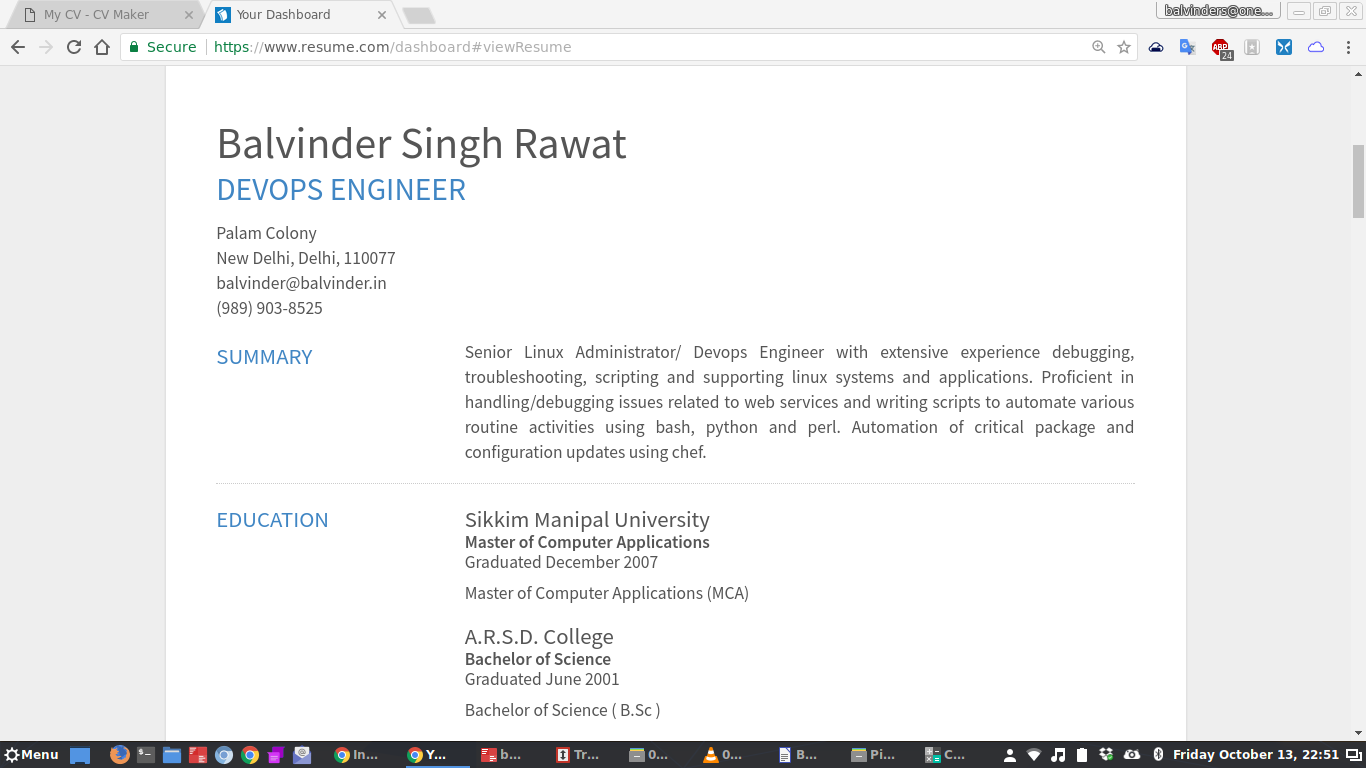 My CV - CV Maker
Your Dashboard
balvinders@one...
Secure
https://www.resume.com/dashboard#viewResume
ABP
24
Balvinder Singh Rawat
DEVOPS ENGINEER
Palam Colony
New Delhi, Delhi, 110077
balvinder@balvinder.in
(989) 903-8525
SUMMARY
Senior Linux Administrator/ Devops Engineer with extensive experience debugging,
troubleshooting, scripting and supporting linux systems and applications. Proficient in
handling/debugging issues related to web services and writing scripts to automate various
routine activities using bash, python and perl. Automation of critical package and
configuration updates using chef.
EDUCATION
Sikkim Manipal University
Master of Computer Applications
Graduated December 2007
Master of Computer Applications (MCA)
A.R.S.D. College
Bachelor of Science
Graduated June 2001
Bachelor of Science ( B.Sc )
Menu
In...
Y...
b...
Tr...
0...
0...
B...
Pi...
C...
Friday October 13, 22:51